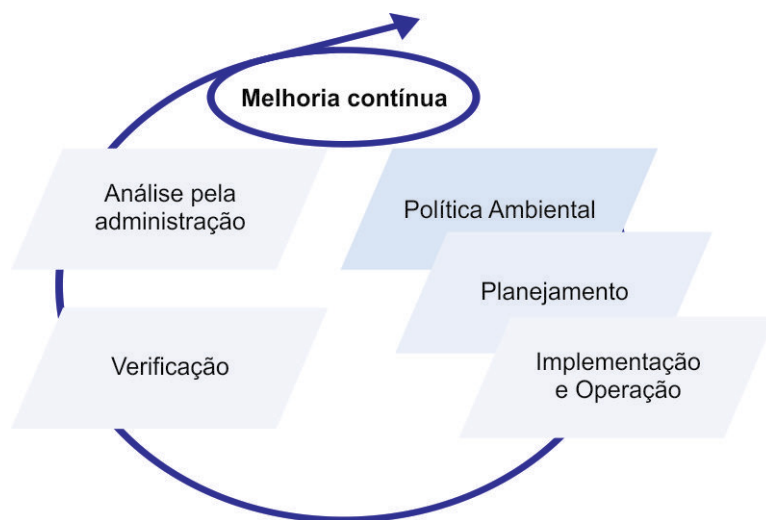 Melhoria contínua
Análise pela
administração
Política Ambiental
Planejamento
Verificação
Implementação
e Operação